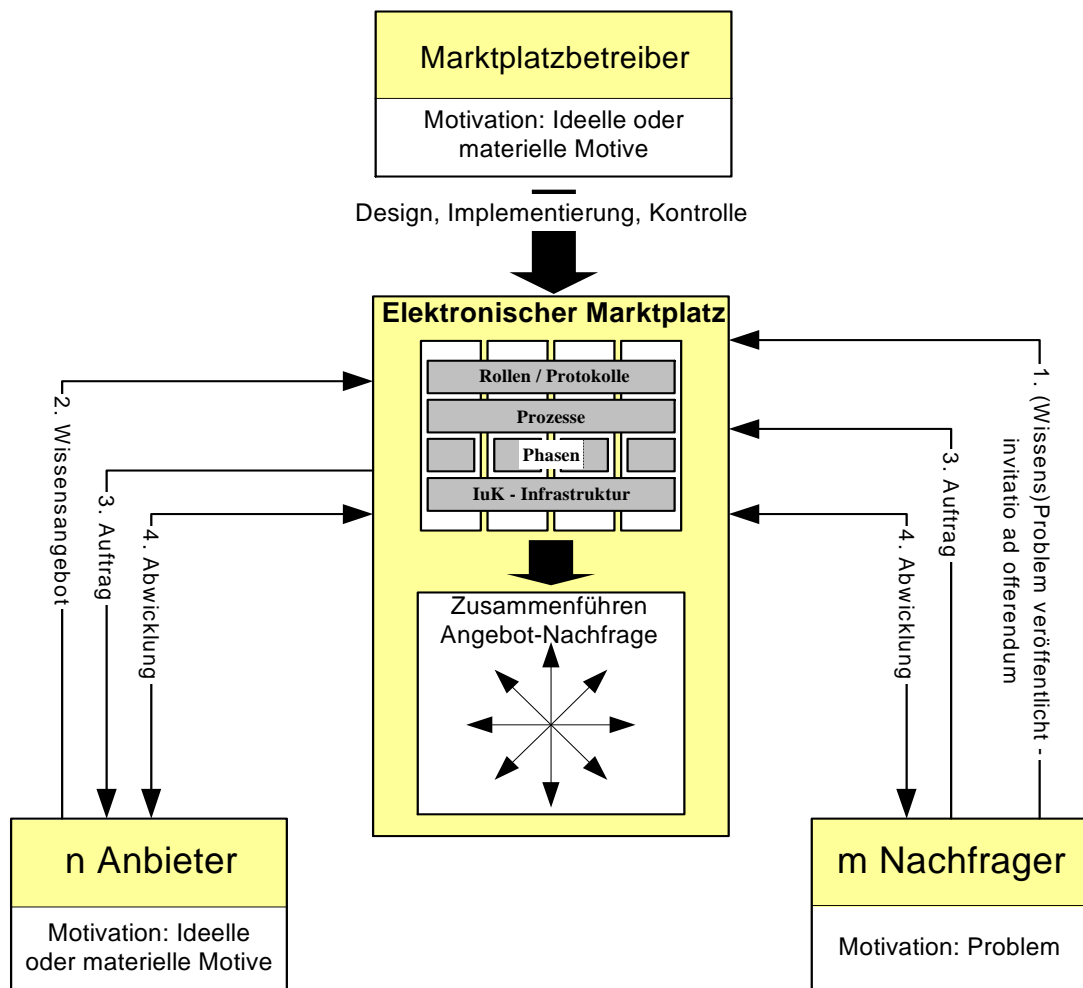 Marktplatzbetreiber
Motivation: Ideelle oder
materielle Motive
Design, Implementierung, Kontrolle
Elektronischer Marktplatz
Rollen / Protokolle
Prozesse
Phasen
IuK - Infrastruktur
Zusammenführen
Angebot-Nachfrage
2. Wissensangebot
3. Auftrag
4. Abwicklung
4. Abwicklung
3. Auftrag
1. (Wissens)Problem veröffentlicht -
invitatio ad offerendum
n Anbieter
Motivation: Ideelle
oder materielle Motive
m Nachfrager
Motivation: Problem